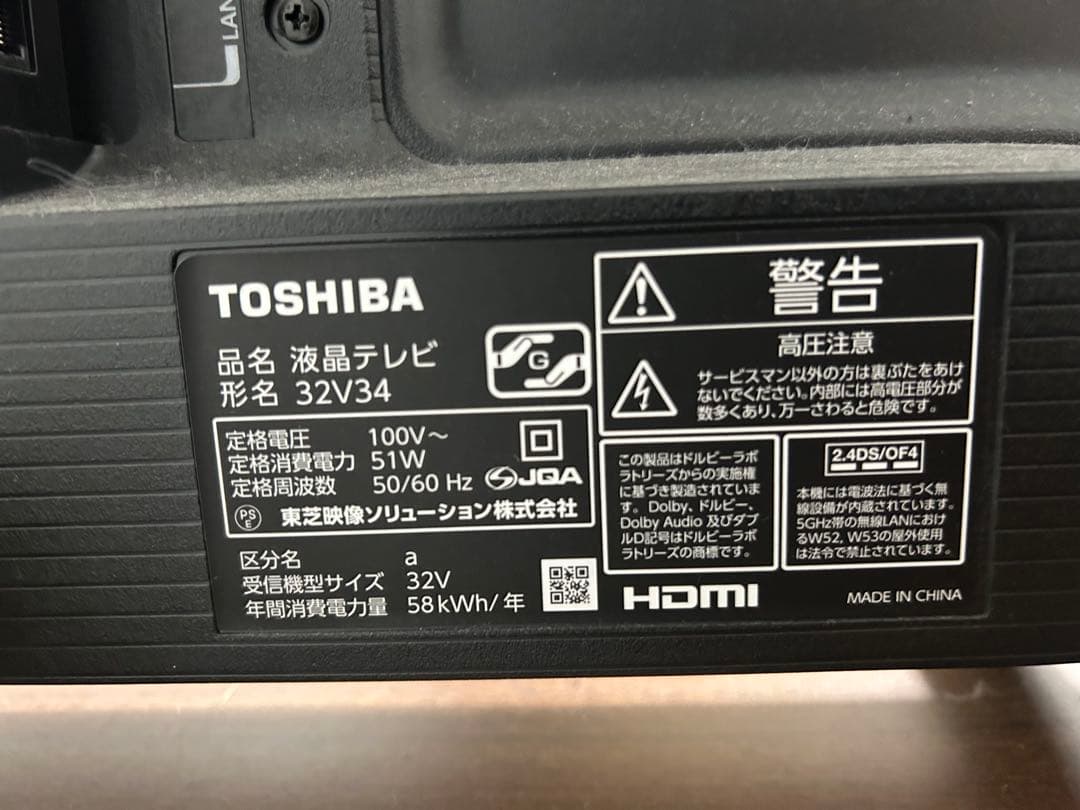 LAN
TOSHIBA
品名 液晶テレビ
形名 32V34
G
定格電圧 100V～
定格消費電力 51W
定格周波数 50/60 Hz
JQA
PS
E
東芝映像ソリューション株式会社
区分名 a
受信機型サイズ 32V
年間消費電力量 58kWh/年
警告
高圧注意
サービスマン以外の方は裏ぶたをあけ
ないでください。内部には高電圧部分が
数多くあり、万一さわると危険です。
この製品はドルビーラボ
ラトリーズからの実施権
に基づき製造されていま
す。Dolby、ドルビー、
Dolby Audio 及びダブ
ルD記号はドルビーラボ
ラトリーズの商標です。
2.4DS/OF4
本機には電波法に基づく無
線設備が内蔵されています。
5GHz帯の無線LANにおけ
るW52, W53の屋外使用
は法令で禁止されています。
HDMI
MADE IN CHINA